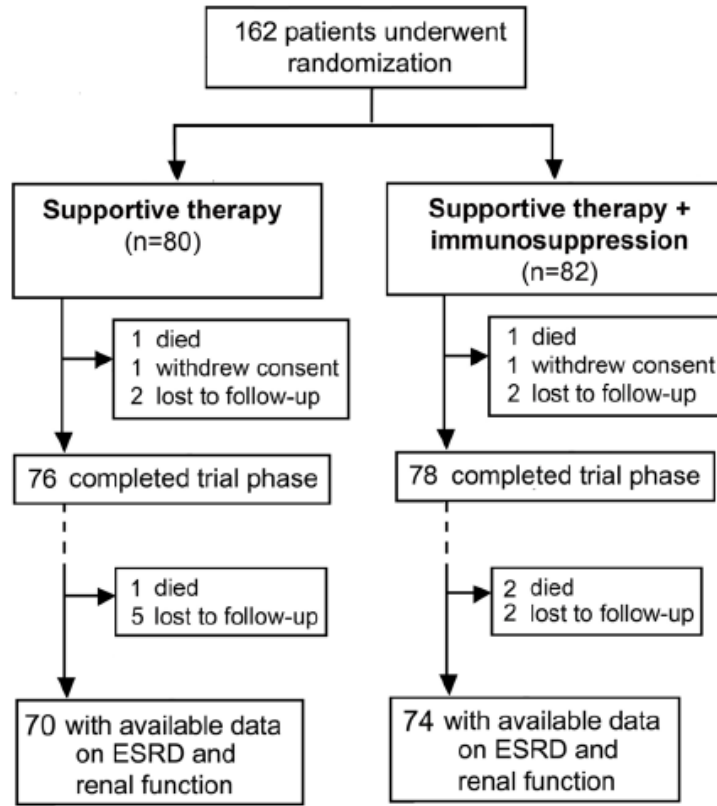 162 patients underwent
randomization
Supportive therapy
(n=80)
Supportive therapy +
immunosuppression
(n=82)
1 died
1 withdrew consent
2 lost to follow-up
1 died
1 withdrew consent
2 lost to follow-up
76 completed trial phase
78 completed trial phase
1 died
5 lost to follow-up
2 died
2 lost to follow-up
70 with available data
on ESRD and
renal function
74 with available data
on ESRD and
renal function